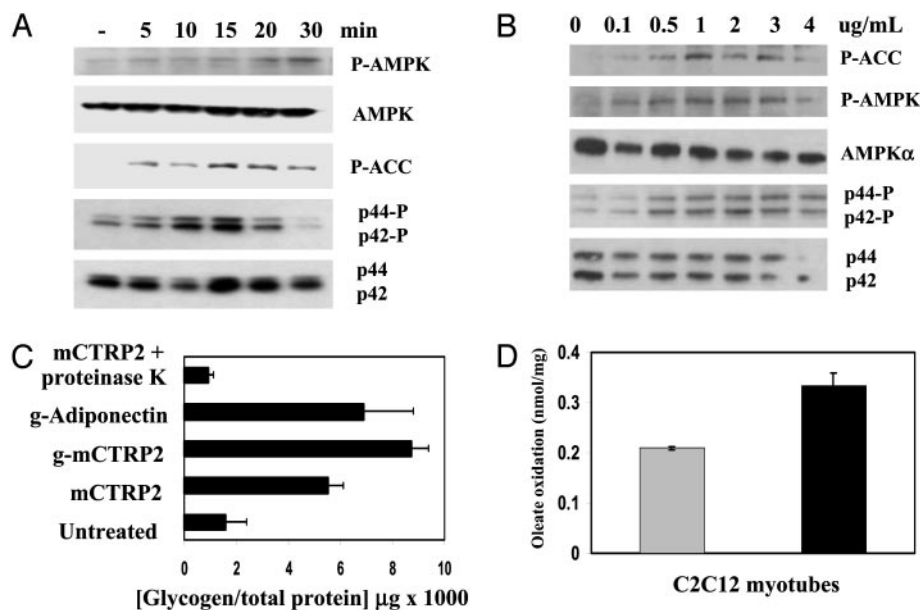 A
- 5 10 15 20 30 min
P-AMPK
AMPK
P-ACC
p44-P
p42-P
p44
p42
B
0 0.1 0.5 1 2 3 4 ug/mL
P-ACC
P-AMPK
AMPKα
p44-P
p42-P
p44
p42
C
mCTRP2 +
proteinase K
g-Adiponectin
g-mCTRP2
mCTRP2
Untreated
0 2 4 6 8 10
[Glycogen/total protein] µg x 1000
D
Oleate oxidation (nmol/mg)
0.4
0.3
0.2
0.1
0
C2C12 myotubes